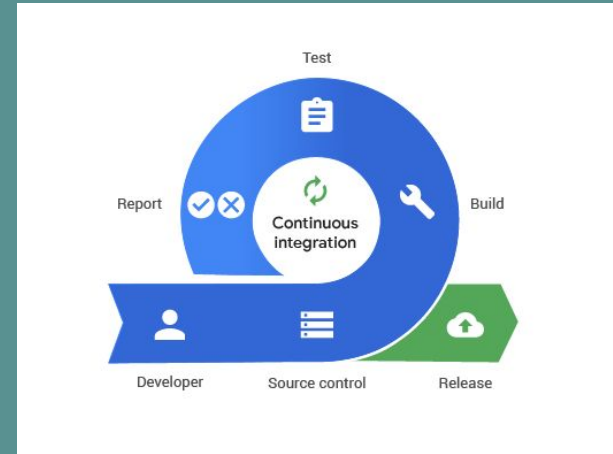 Test
Report
Build
Continuous
integration
Developer
Source control
Release